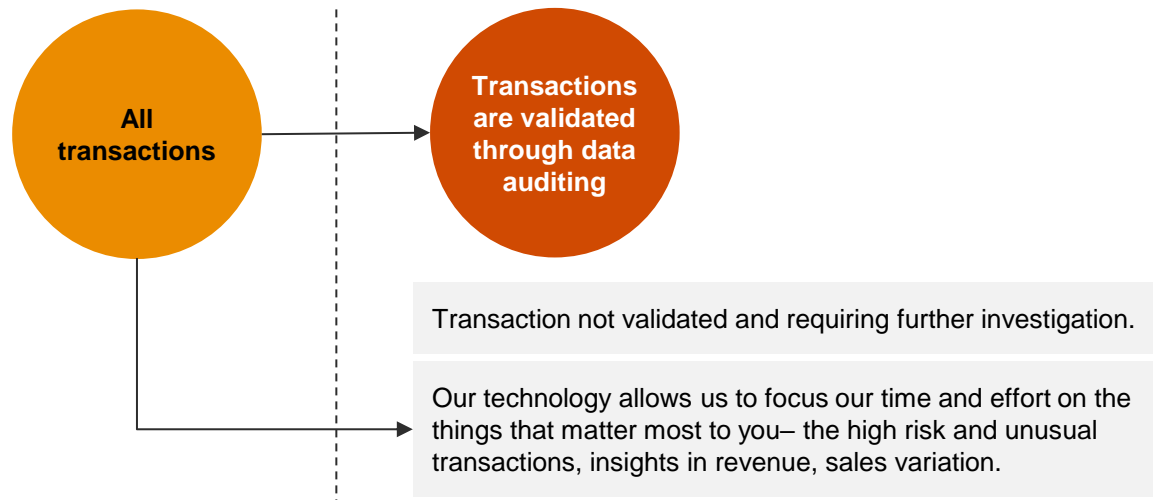 All
transactions
Transactions
are validated
through data
auditing
Transaction not validated and requiring further investigation.
Our technology allows us to focus our time and effort on the
things that matter most to you– the high risk and unusual
transactions, insights in revenue, sales variation.